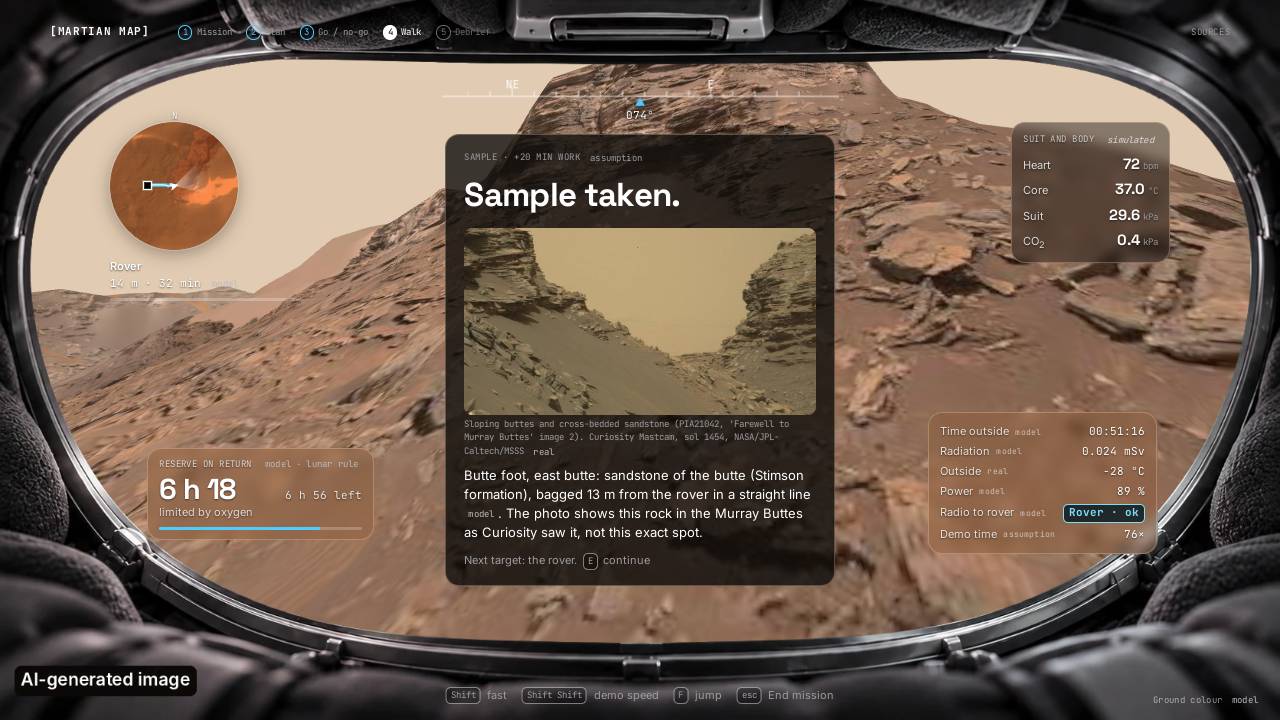 [MARTIAN MAP]
1 Mission
2
3 Go / no-go
4 Walk
5 Debrief
SOURCES
NE
E
074°
N
Rover
14 m · 32 min
SAMPLE · +20 MIN WORK assumption
Sample taken.
Sloping buttes and cross-bedded sandstone (PIA21042, 'Farewell to
Murray Buttes' image 2). Curiosity Mastcam, sol 1454, NASA/JPL-
Caltech/MSSS real
Butte foot, east butte: sandstone of the butte (Stimson
formation), bagged 13 m from the rover in a straight line
model . The photo shows this rock in the Murray Buttes
as Curiosity saw it, not this exact spot.
Next target: the rover. E continue
SUIT AND BODY simulated
Heart 72 bpm
Core 37.0 °C
Suit 29.6 kPa
CO2 0.4 kPa
RESERVE ON RETURN model · lunar rule
6 h 18
6 h 56 left
limited by oxygen
Time outside model 00:51:16
Radiation model 0.024 mSv
Outside real -28 °C
Power model 89 %
Radio to rover model Rover · ok
Demo time assumption 76×
AI-generated image
Shift fast Shift Shift demo speed F jump esc End mission
Ground colour model